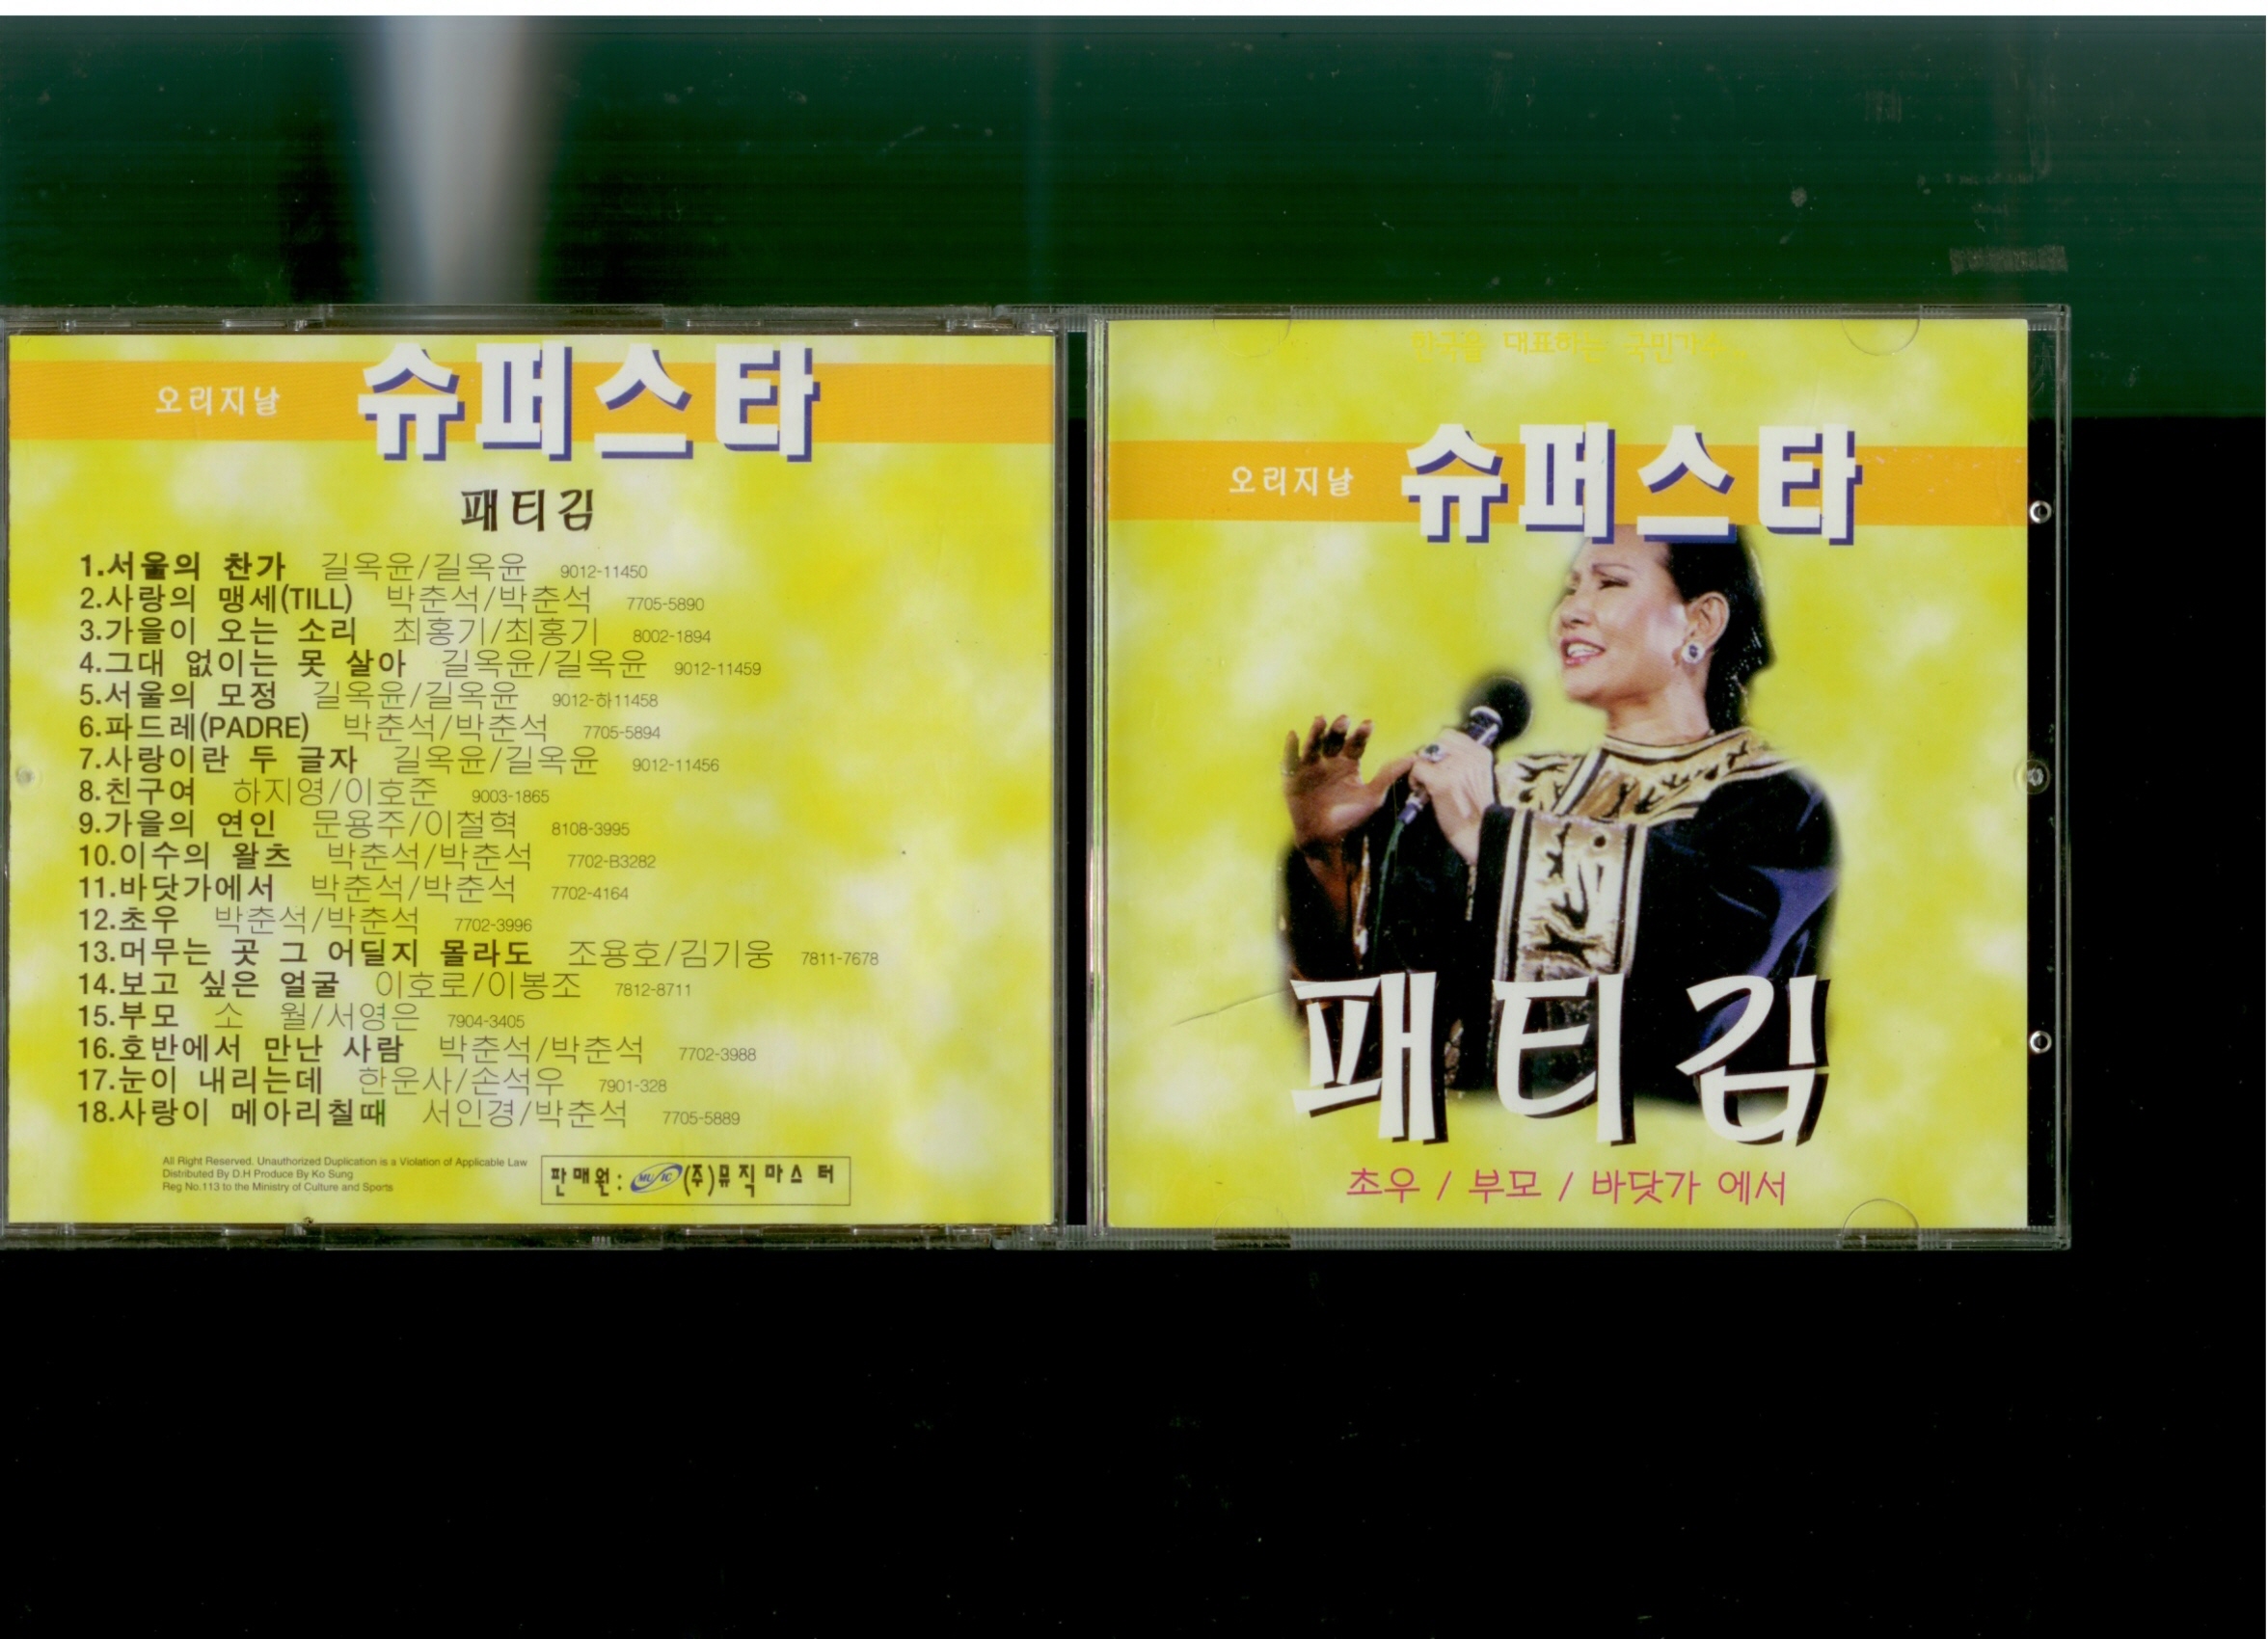 오리지날 슈퍼스타
패티김
1.서울의 찬가 길옥윤/길옥윤 9012-11450
2.사랑의 맹세(TILL) 박춘석/박춘석 7705-5890
3.가을이 오는 소리 최홍기/최홍기 8002-1894
4.그대 없이는 못 살아 길옥윤/길옥윤 9012-11459
5.서울의 모정 길옥윤/길옥윤 9012-하11458
6.파드레(PADRE) 박춘석/박춘석 7705-5894
7.사랑이란 두 글자 길옥윤/길옥윤 9012-11456
8.친구여 하지영/이호준 9003-1865
9.가을의 연인 문용주/이철혁 8108-3995
10.이수의 왈츠 박춘석/박춘석 7702-B3282
11.바닷가에서 박춘석/박춘석 7702-4164
12.초우 박춘석/박춘석 7702-3996
13.머무는 곳 그 어딜지 몰라도 조용호/김기웅 7811-7678
14.보고 싶은 얼굴 이호로/이봉조 7812-8711
15.부모 소 월/서영은 7904-3405
16.호반에서 만난 사람 박춘석/박춘석 7702-3988
17.눈이 내리는데 한운사/손석우 7901-328
18.사랑이 메아리칠때 서인경/박춘석 7705-5889
All Right Reserved. Unauthorized Duplication is a Violation of Applicable Law
Distributed By D.H Produce By Ko Sung
Reg No.113 to the Ministry of Culture and Sports
판매원: MUSIC (주)뮤직마스터
한국을 대표하는 국민가수...
오리지날 슈퍼스타
패티김
초우 / 부모 / 바닷가 에서